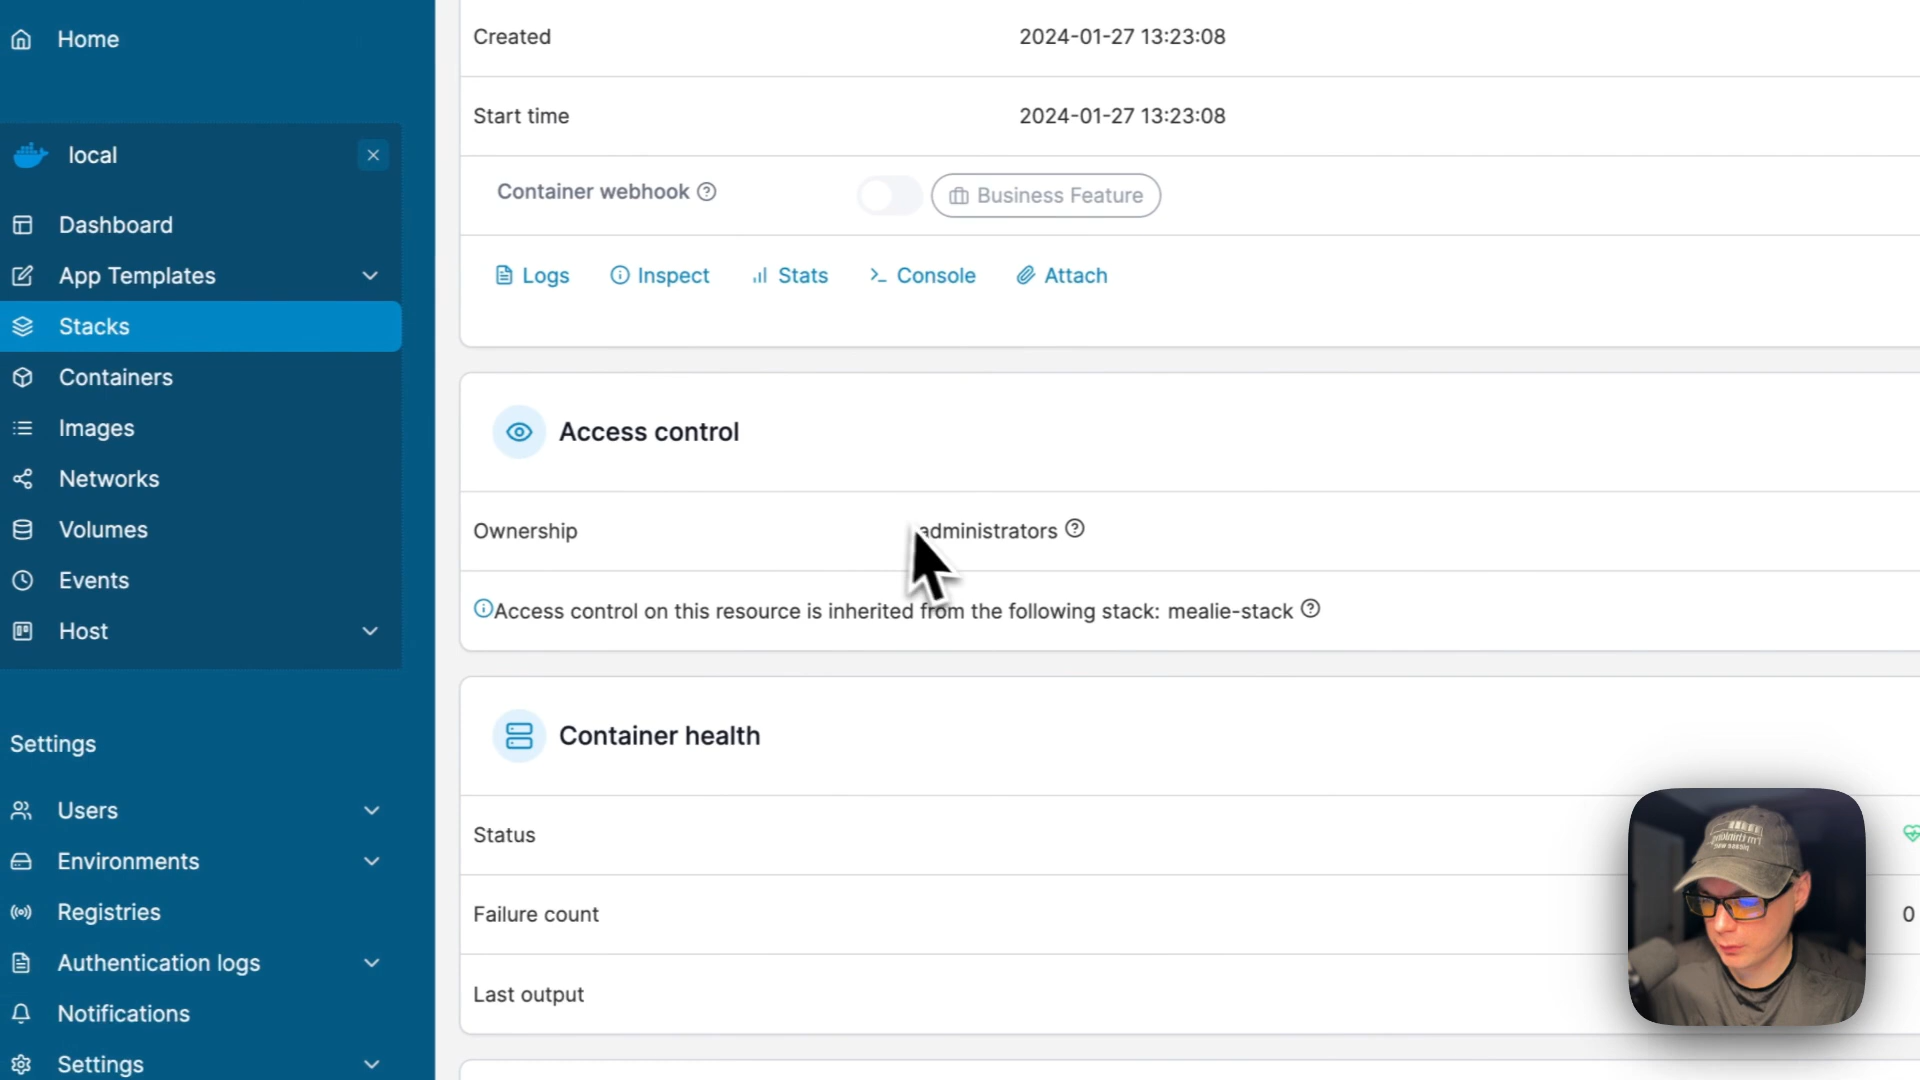 Home
local
Dashboard
App Templates
Stacks
Containers
Images
Networks
Volumes
Events
Host
Settings
Users
Environments
Registries
Authentication logs
Notifications
Settings
Created 2024-01-27 13:23:08
Start time 2024-01-27 13:23:08
Container webhook Business Feature
Logs Inspect Stats Console Attach
Access control
Ownership administrators
Access control on this resource is inherited from the following stack: mealie-stack
Container health
Status
Failure count 0
Last output